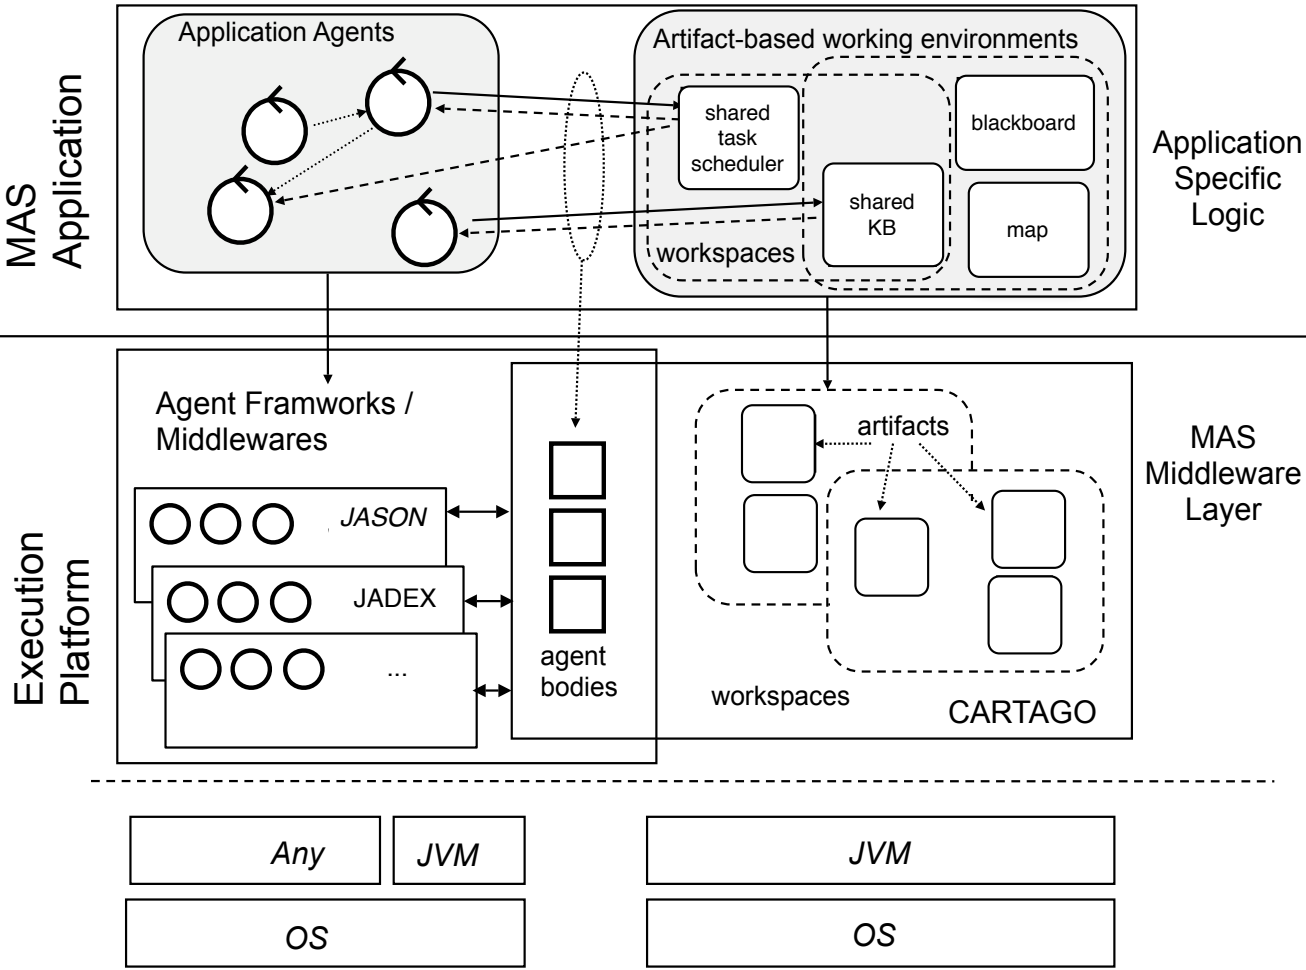 MAS
Application
Application Agents
Artifact-based working environments
shared
task
scheduler
blackboard
shared
KB
map
workspaces
Application
Specific
Logic
Execution
Platform
Agent Framworks /
Middlewares
JASON
JADEX
...
agent
bodies
artifacts
workspaces
CARTAGO
MAS
Middleware
Layer
Any
JVM
JVM
OS
OS